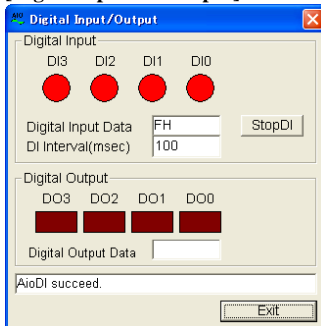 Digital Input/Output
Digital Input
DI3 DI2 DI1 DI0
Digital Input Data FH StopDI
DI Interval(msec) 100
Digital Output
DO3 DO2 DO1 DO0
Digital Output Data
AioDI succeed.
Exit